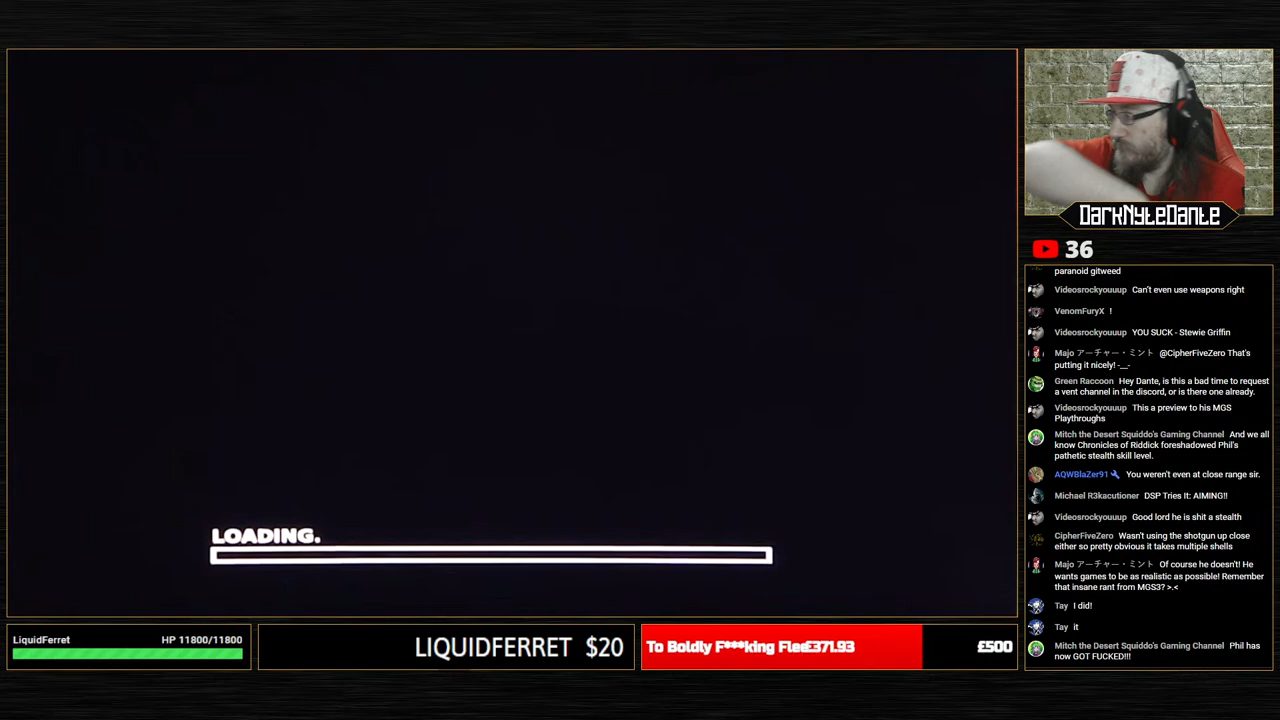 DarkNyteDante
36
paranoid gitweed
Videosrockyouuup Can't even use weapons right
VenomFuryX !
Videosrockyouuup YOU SUCK - Stewie Griffin
Majo アーチャー・ミント @CipherFiveZero That's
putting it nicely! -__-
Green Raccoon Hey Dante, is this a bad time to request
a vent channel in the discord, or is there one already.
Videosrockyouuup This a preview to his MGS
Playthroughs
Mitch the Desert Squiddo's Gaming Channel And we all
know Chronicles of Riddick foreshadowed Phil's
pathetic stealth skill level.
AQWBlaZer91 You weren't even at close range sir.
Michael R3kacutioner DSP Tries It: AIMING!!
Videosrockyouuup Good lord he is shit a stealth
CipherFiveZero Wasn't using the shotgun up close
either so pretty obvious it takes multiple shells
Majo アーチャー・ミント Of course he doesn't! He
wants games to be as realistic as possible! Remember
that insane rant from MGS3? >.<
Tay I did!
Tay it
Mitch the Desert Squiddo's Gaming Channel Phil has
now GOT FUCKED!!!
LOADING.
LiquidFerret HP 11800/11800
LIQUIDFERRET $20
To Boldly F***king Flee£371.93 £500